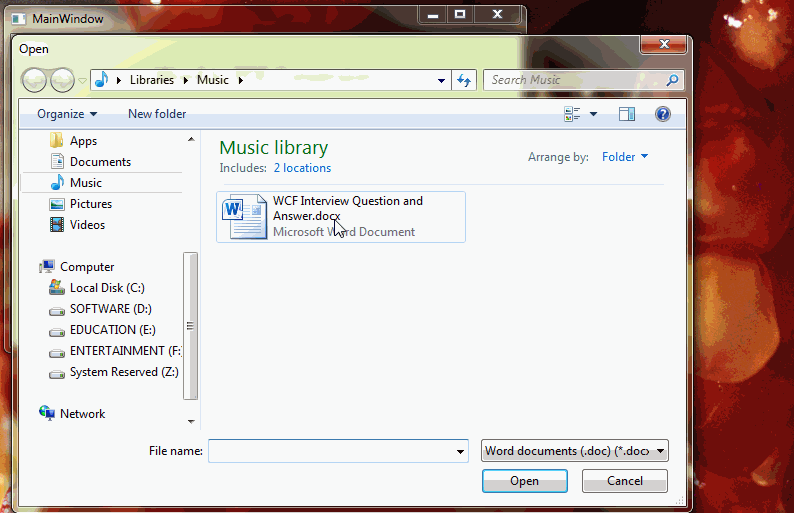 MainWindow
Open
Libraries
Music
Search Music
Organize
New folder
Apps
Documents
Music
Pictures
Videos
Computer
Local Disk (C:)
SOFTWARE (D:)
EDUCATION (E:)
ENTERTAINMENT (F:
System Reserved (Z:)
Network
Music library
Includes: 2 locations
Arrange by: Folder
WCF Interview Question and
Answer.docx
Microsoft Word Document
File name:
Word documents (.doc) (*.doc
Open
Cancel